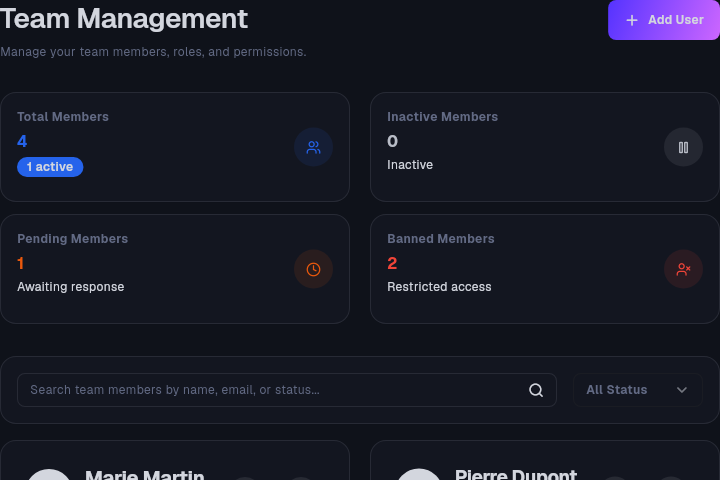 Team Management
Add User
Manage your team members, roles, and permissions.
Total Members
4
1 active
Inactive Members
0
Inactive
Pending Members
1
Awaiting response
Banned Members
2
Restricted access
Search team members by name, email, or status...
All Status
Marie Martin
Pierre Dupont